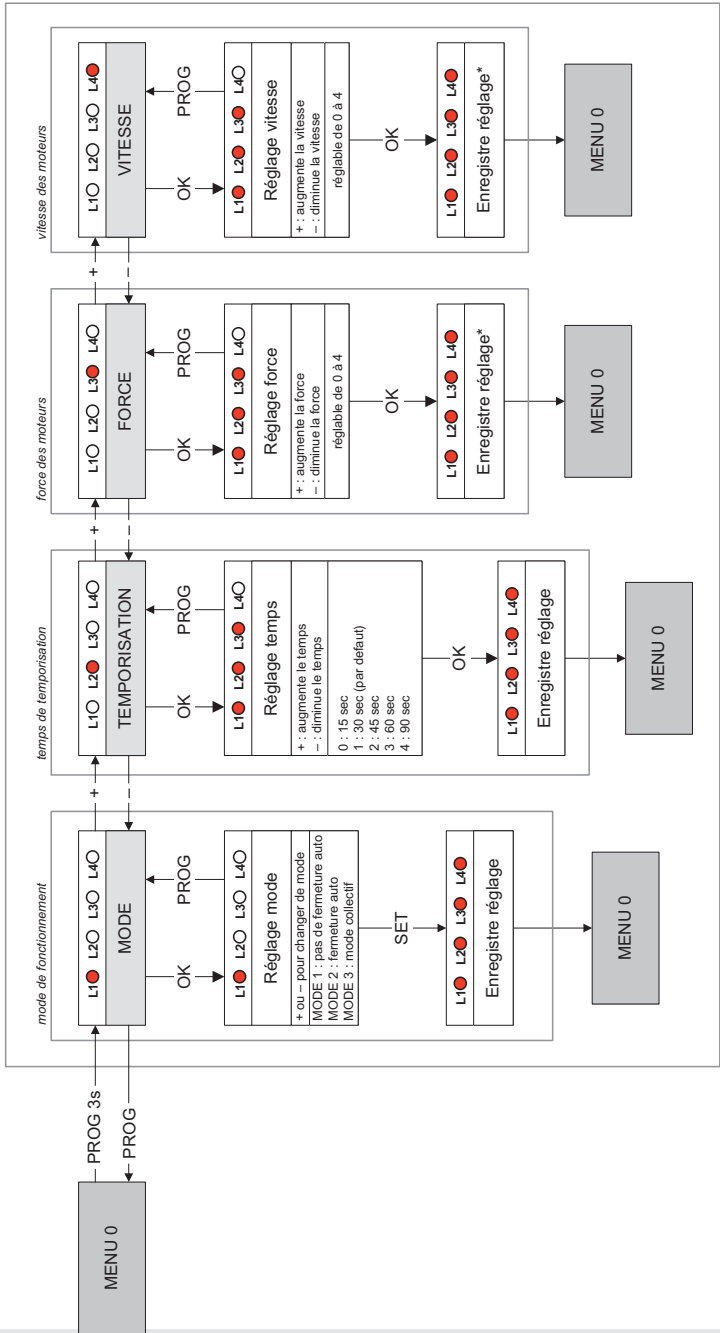 MENU 0
PROG 3s
PROG
mode de fonctionnement
L1 L2 L3 L4
MODE
OK
PROG
L1 L2 L3 L4
Réglage mode
+ ou – pour changer de mode
MODE 1 : pas de fermeture auto
MODE 2 : fermeture auto
MODE 3 : mode collectif
SET
L1 L2 L3 L4
Enregistre réglage
MENU 0
+
–
temps de temporisation
L1 L2 L3 L4
TEMPORISATION
OK
PROG
L1 L2 L3 L4
Réglage temps
+ : augmente le temps
– : diminue le temps
0 : 15 sec
1 : 30 sec (par defaut)
2 : 45 sec
3 : 60 sec
4 : 90 sec
OK
L1 L2 L3 L4
Enregistre réglage
MENU 0
+
–
force des moteurs
L1 L2 L3 L4
FORCE
OK
PROG
L1 L2 L3 L4
Réglage force
+ : augmente la force
– : diminue la force
réglable de 0 à 4
OK
L1 L2 L3 L4
Enregistre réglage*
MENU 0
+
–
vitesse des moteurs
L1 L2 L3 L4
VITESSE
OK
PROG
L1 L2 L3 L4
Réglage vitesse
+ : augmente la vitesse
– : diminue la vitesse
réglable de 0 à 4
OK
L1 L2 L3 L4
Enregistre réglage*
MENU 0